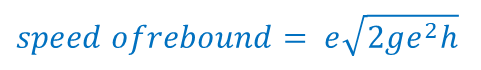 speed ofrebound = e√2ge²h